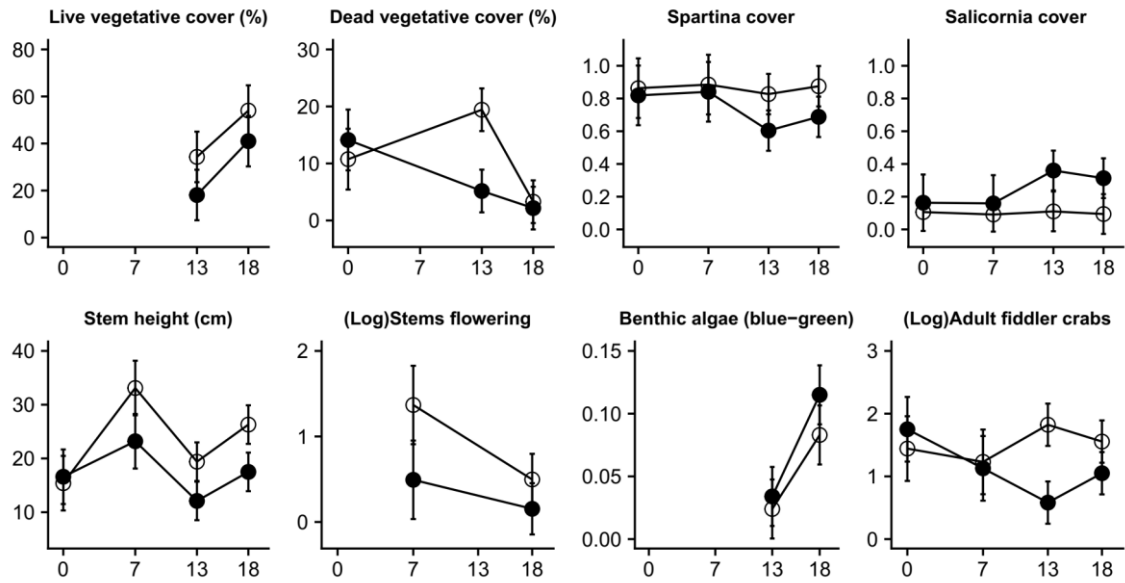 Live vegetative cover (%)
80
60
40
20
0
0 7 13 18
Dead vegetative cover (%)
30
20
10
0
0 7 13 18
Spartina cover
1.0
0.8
0.6
0.4
0.2
0.0
0 7 13 18
Salicornia cover
1.0
0.8
0.6
0.4
0.2
0.0
0 7 13 18
Stem height (cm)
40
30
20
10
0 7 13 18
(Log)Stems flowering
2
1
0
0 7 13 18
Benthic algae (blue−green)
0.15
0.10
0.05
0.00
0 7 13 18
(Log)Adult fiddler crabs
3
2
1
0
0 7 13 18